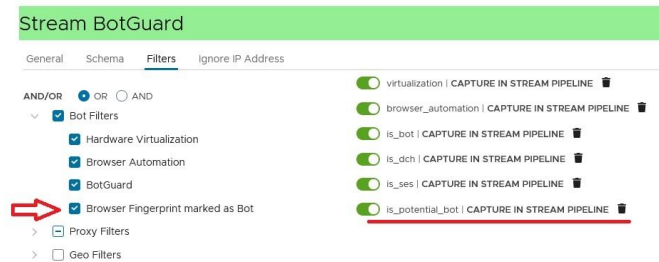 Stream BotGuard
General Schema Filters Ignore IP Address
AND/OR OR AND
Bot Filters
Hardware Virtualization
Browser Automation
BotGuard
Browser Fingerprint marked as Bot
Proxy Filters
Geo Filters
virtualization | CAPTURE IN STREAM PIPELINE
browser_automation | CAPTURE IN STREAM PIPELINE
is_bot | CAPTURE IN STREAM PIPELINE
is_dch | CAPTURE IN STREAM PIPELINE
is_ses | CAPTURE IN STREAM PIPELINE
is_potential_bot | CAPTURE IN STREAM PIPELINE